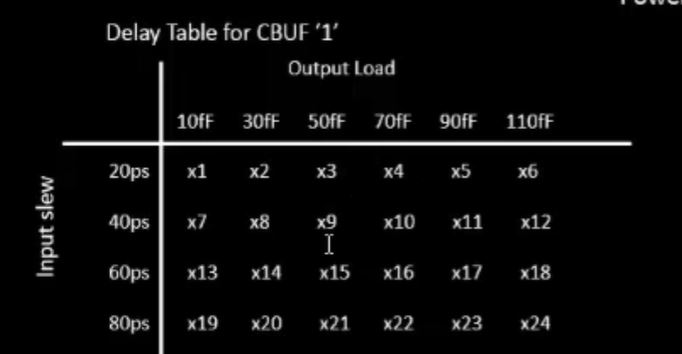 Delay Table for CBUF ‘1’
Output Load
10fF 30fF 50fF 70fF 90fF 110fF
Input slew
20ps x1 x2 x3 x4 x5 x6
40ps x7 x8 x9 x10 x11 x12
60ps x13 x14 x15 x16 x17 x18
80ps x19 x20 x21 x22 x23 x24